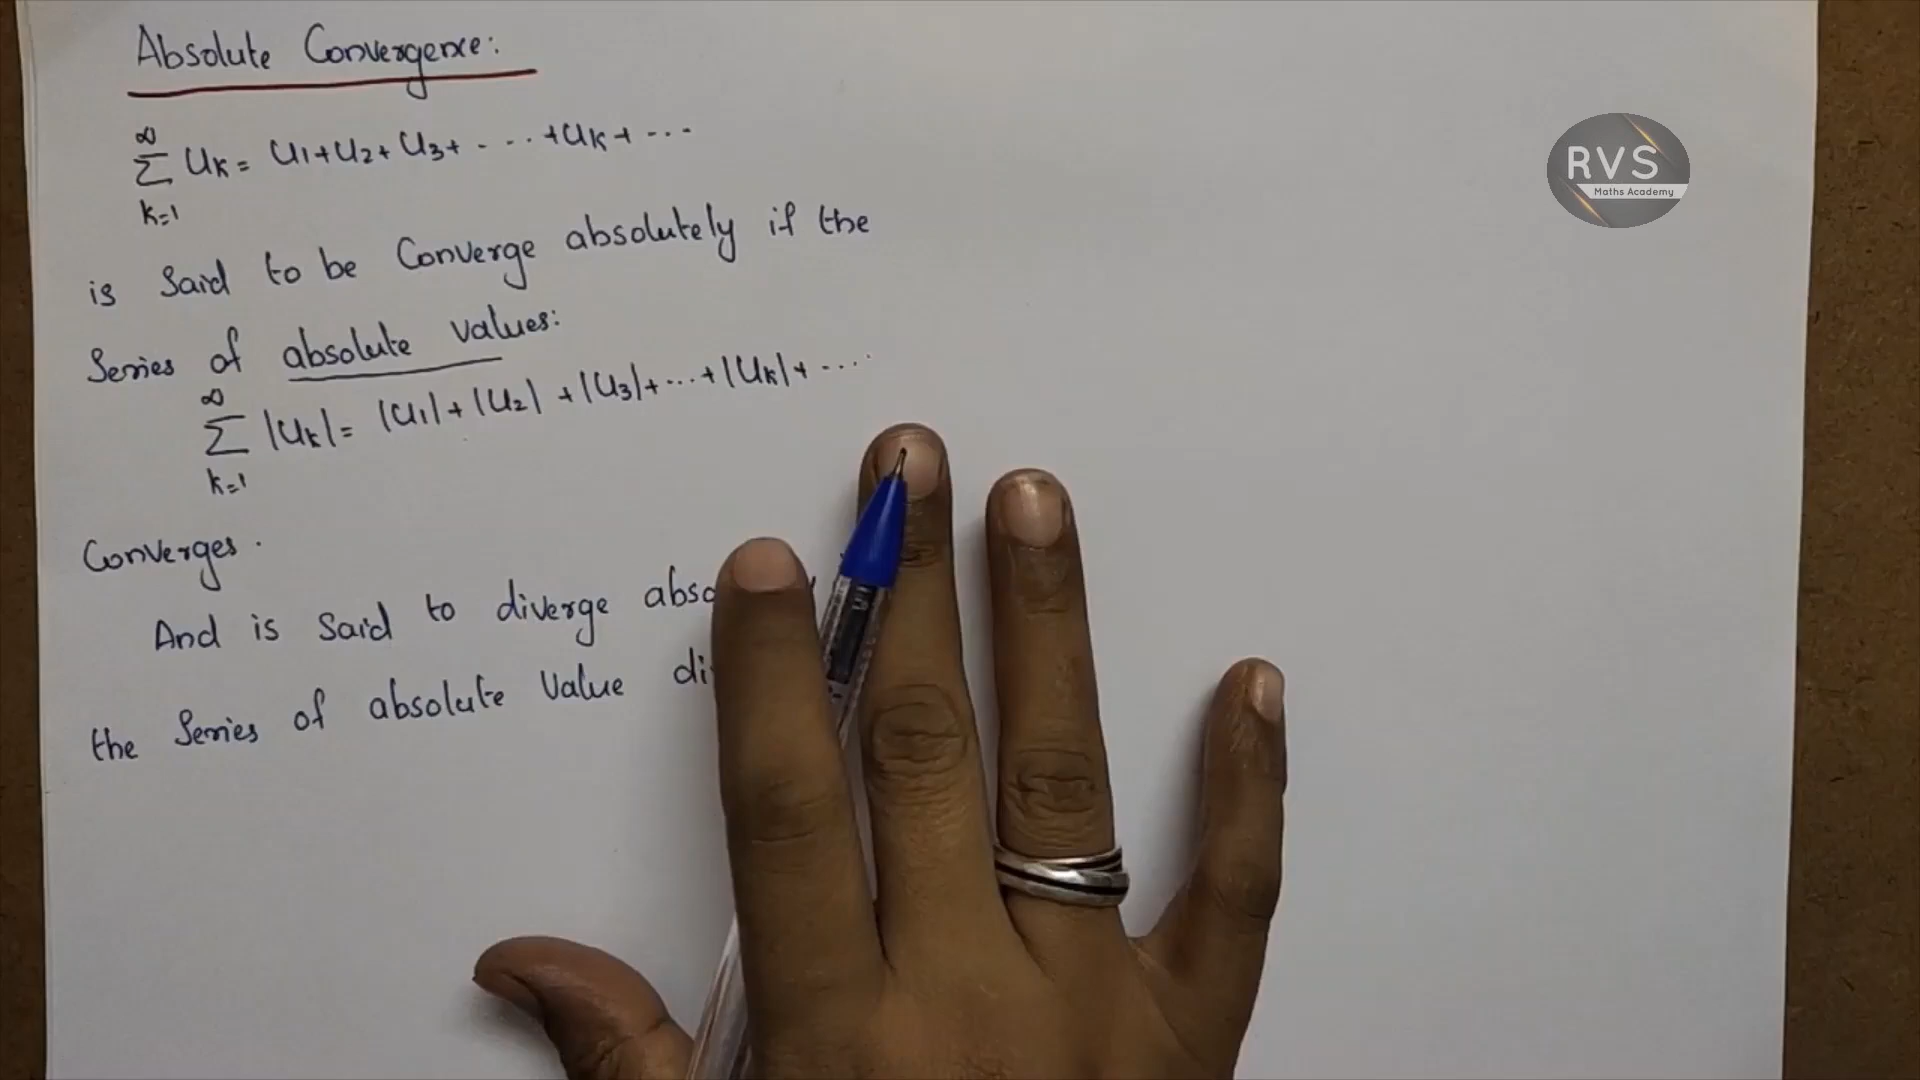 Absolute Convergence:
∞
∑ Uk = U1+U2+U3+ - ... +Uk+ ...
k=1
is Said to be Converge absolutely if the
Series of absolute values:
∞
∑ |Uk| = |U1|+|U2|+|U3|+...+|Uk|+ ....
k=1
Converges.
And is Said to diverge
the Series of absolute Value
RVS
Maths Academy